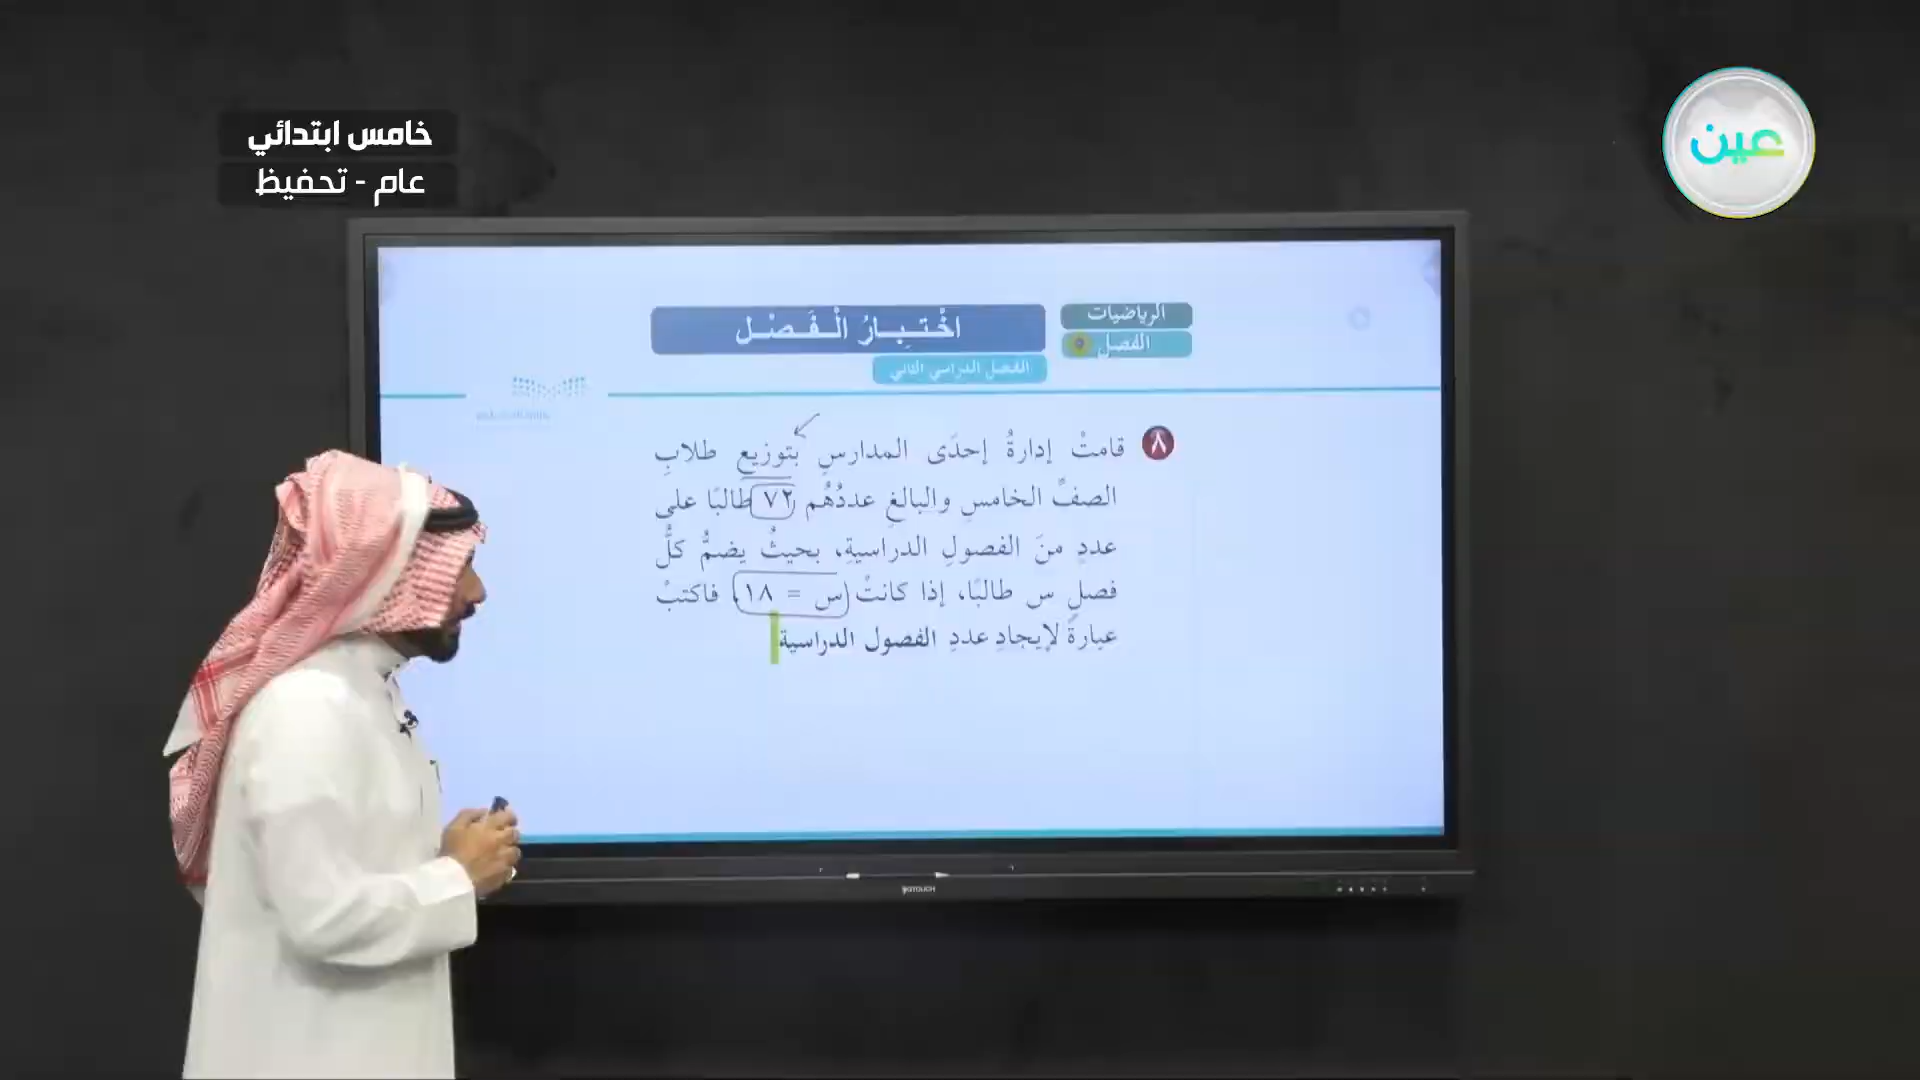 خامس ابتدائي
عام - تحفيظ
عين
الرياضيات
الفصل
اخْتِبارُ الْفَصْلِ
الفصل الدراسي الثاني
٨ قامتْ إدارةُ إحدَى المدارسِ بتوزيعِ طلابِ
الصفِّ الخامسِ والبالغِ عددُهُم ٧٢ طالبًا على
عددٍ منَ الفصولِ الدراسيةِ، بحيثُ يضمُّ كلُّ
فصلٍ س طالبًا، إذا كانتْ س = ١٨، فاكتبْ
عبارةً لإيجادِ عددِ الفصول الدراسية